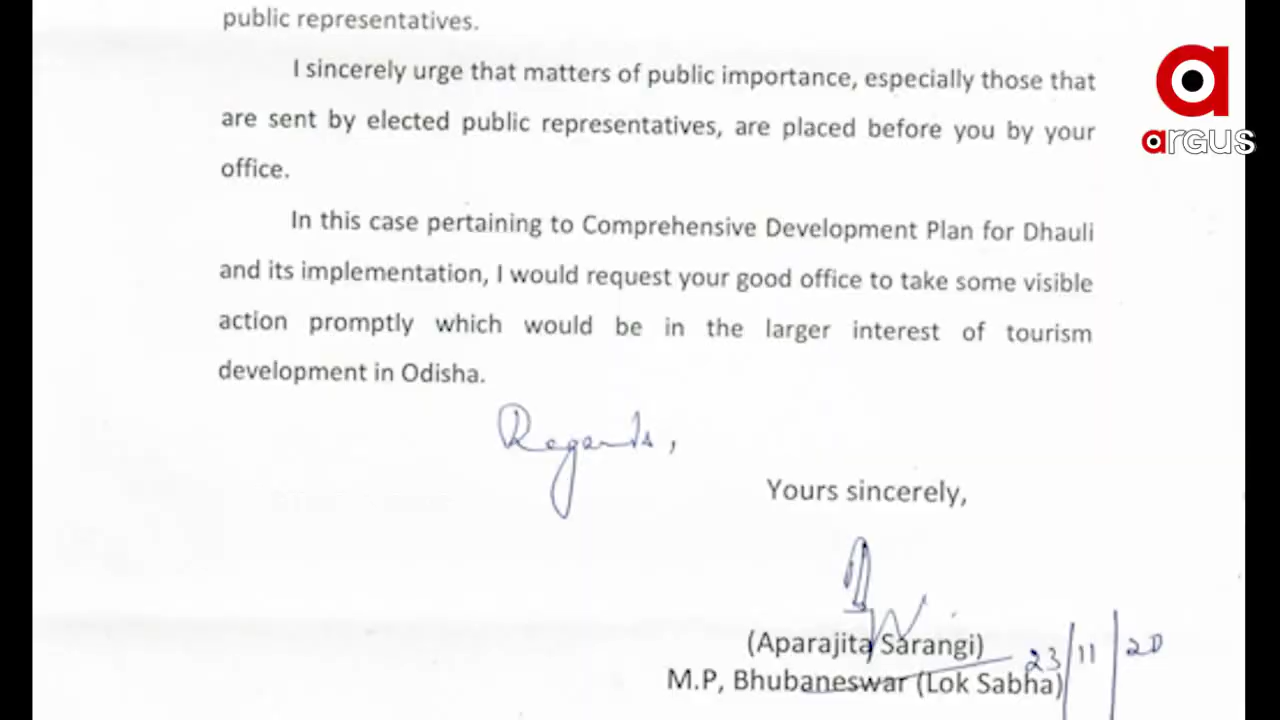 public representatives.
I sincerely urge that matters of public importance, especially those that
are sent by elected public representatives, are placed before you by your
office.
In this case pertaining to Comprehensive Development Plan for Dhauli
and its implementation, I would request your good office to take some visible
action promptly which would be in the larger interest of tourism
development in Odisha.
Regards,
Yours sincerely,
(Aparajita Sarangi)
23/11/20
M.P, Bhubaneswar (Lok Sabha)
argus